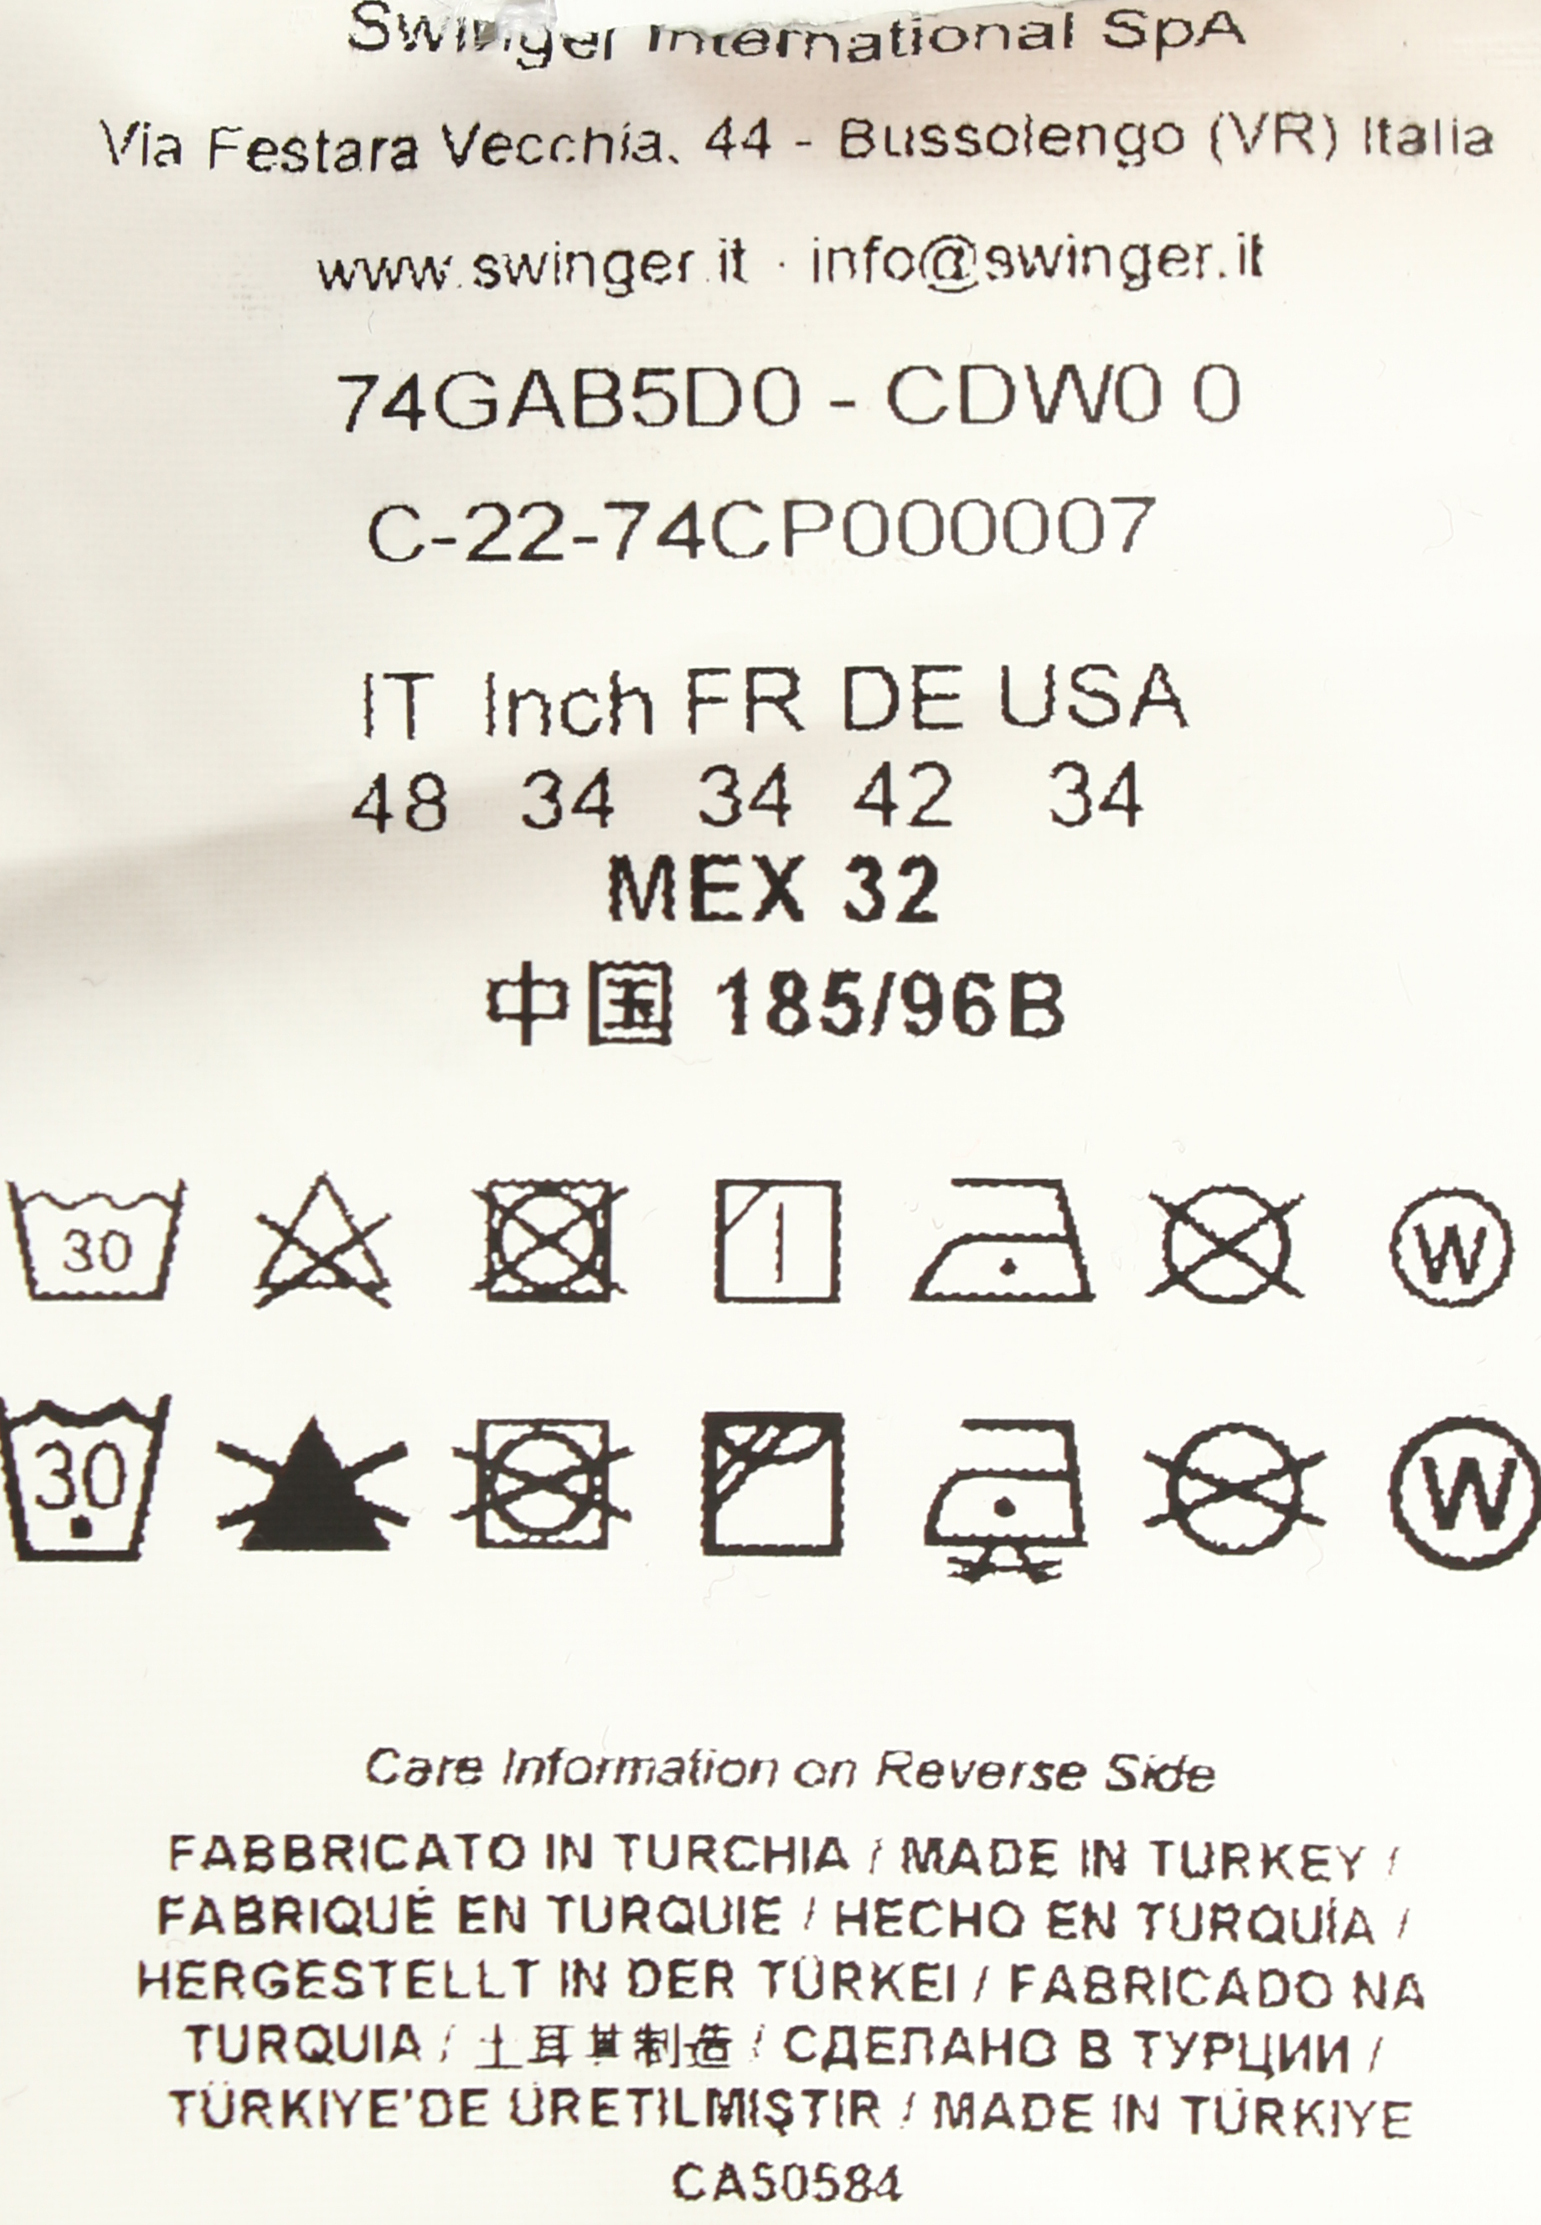 Swinger International SpA
Via Festara Vecchia, 44 - Bussolengo (VR) Italia
www.swinger.it · info@swinger.it
74GAB5D0 - CDW0 0
C-22-74CP000007
IT Inch FR DE USA
48 34 34 42 34
MEX 32
中国 185/96B
30 W
30 W
Care Information on Reverse Side
FABBRICATO IN TURCHIA / MADE IN TURKEY /
FABRIQUÉ EN TURQUIE / HECHO EN TURQUÍA /
HERGESTELLT IN DER TÜRKEI / FABRICADO NA
TURQUIA / 土耳其制造 / СДЕЛАНО В ТУРЦИИ /
TÜRKIYE'DE ÜRETILMIŞTIR / MADE IN TÜRKIYE
CA50584